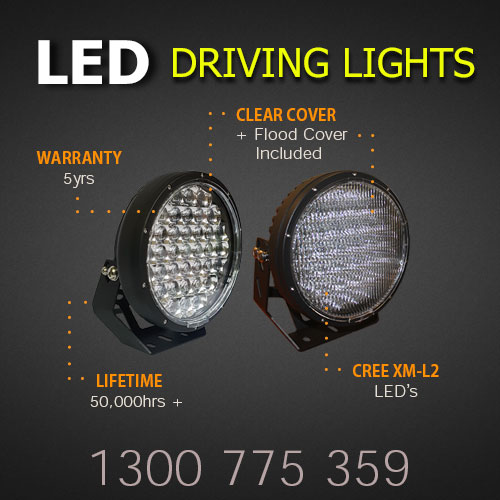 LED DRIVING LIGHTS
CLEAR COVER
+ Flood Cover
Included
WARRANTY
5yrs
LIFETIME
50,000hrs +
CREE XM-L2
LED's
1300 775 359